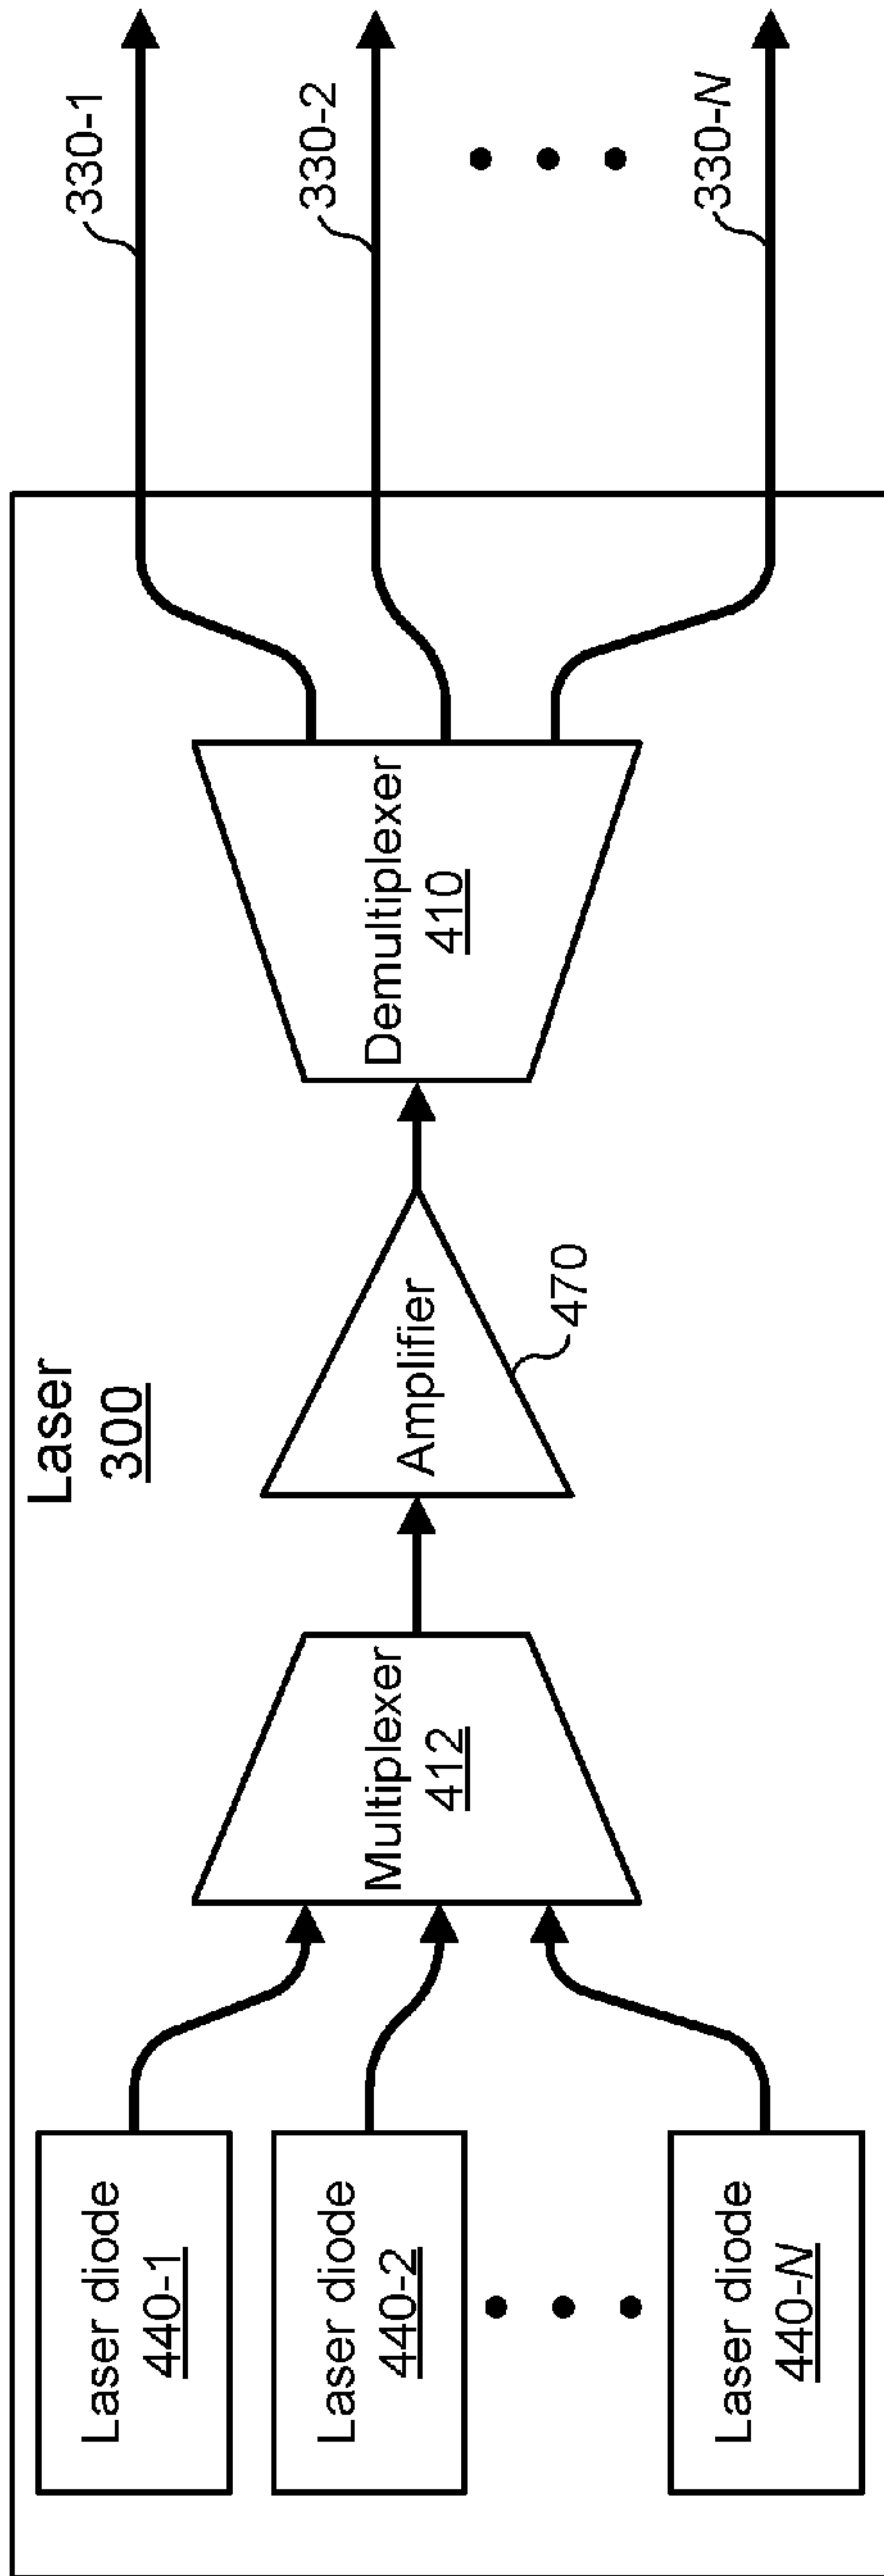 Laser
300
Laser diode
440-1
Laser diode
440-2
Laser diode
440-N
Multiplexer
412
Amplifier
470
Demultiplexer
410
330-1
330-2
330-N